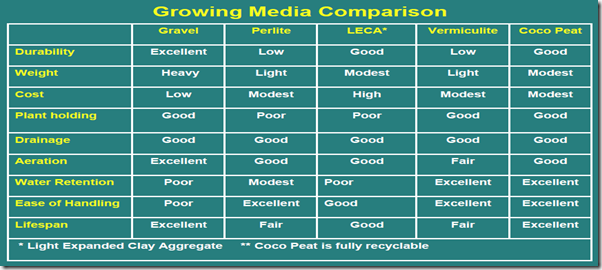 Growing Media Comparison
Gravel Perlite LECA* Vermiculite Coco Peat
Durability Excellent Low Good Low Good
Weight Heavy Light Modest Light Modest
Cost Low Modest High Modest Modest
Plant holding Good Poor Poor Good Good
Drainage Good Good Good Good Good
Aeration Excellent Good Good Fair Good
Water Retention Poor Modest Poor Excellent Excellent
Ease of Handling Poor Excellent Good Excellent Excellent
Lifespan Excellent Fair Good Fair Excellent
* Light Expanded Clay Aggregate ** Coco Peat is fully recyclable